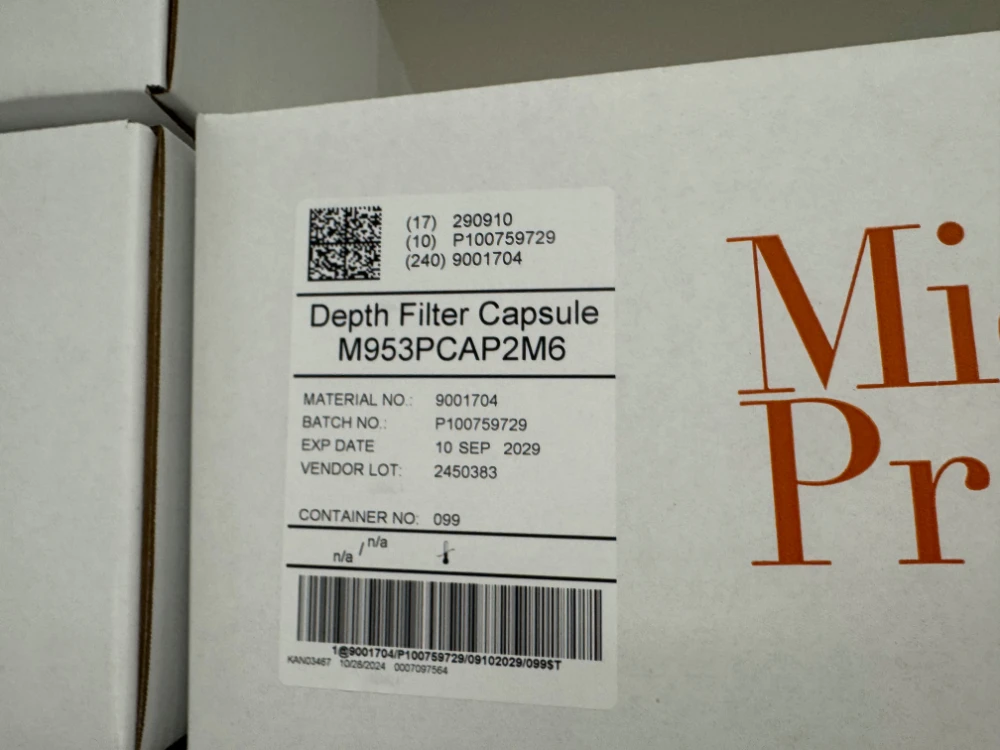 (17) 290910
(10) P100759729
(240) 9001704
Depth Filter Capsule
M953PCAP2M6
MATERIAL NO.: 9001704
BATCH NO.: P100759729
EXP DATE 10 SEP 2029
VENDOR LOT: 2450383
CONTAINER NO: 099
n/a / n/a
1@9001704/P100759729/09102029/099$T
KAN03467 10/28/2024 0007097564
Mi
Pr